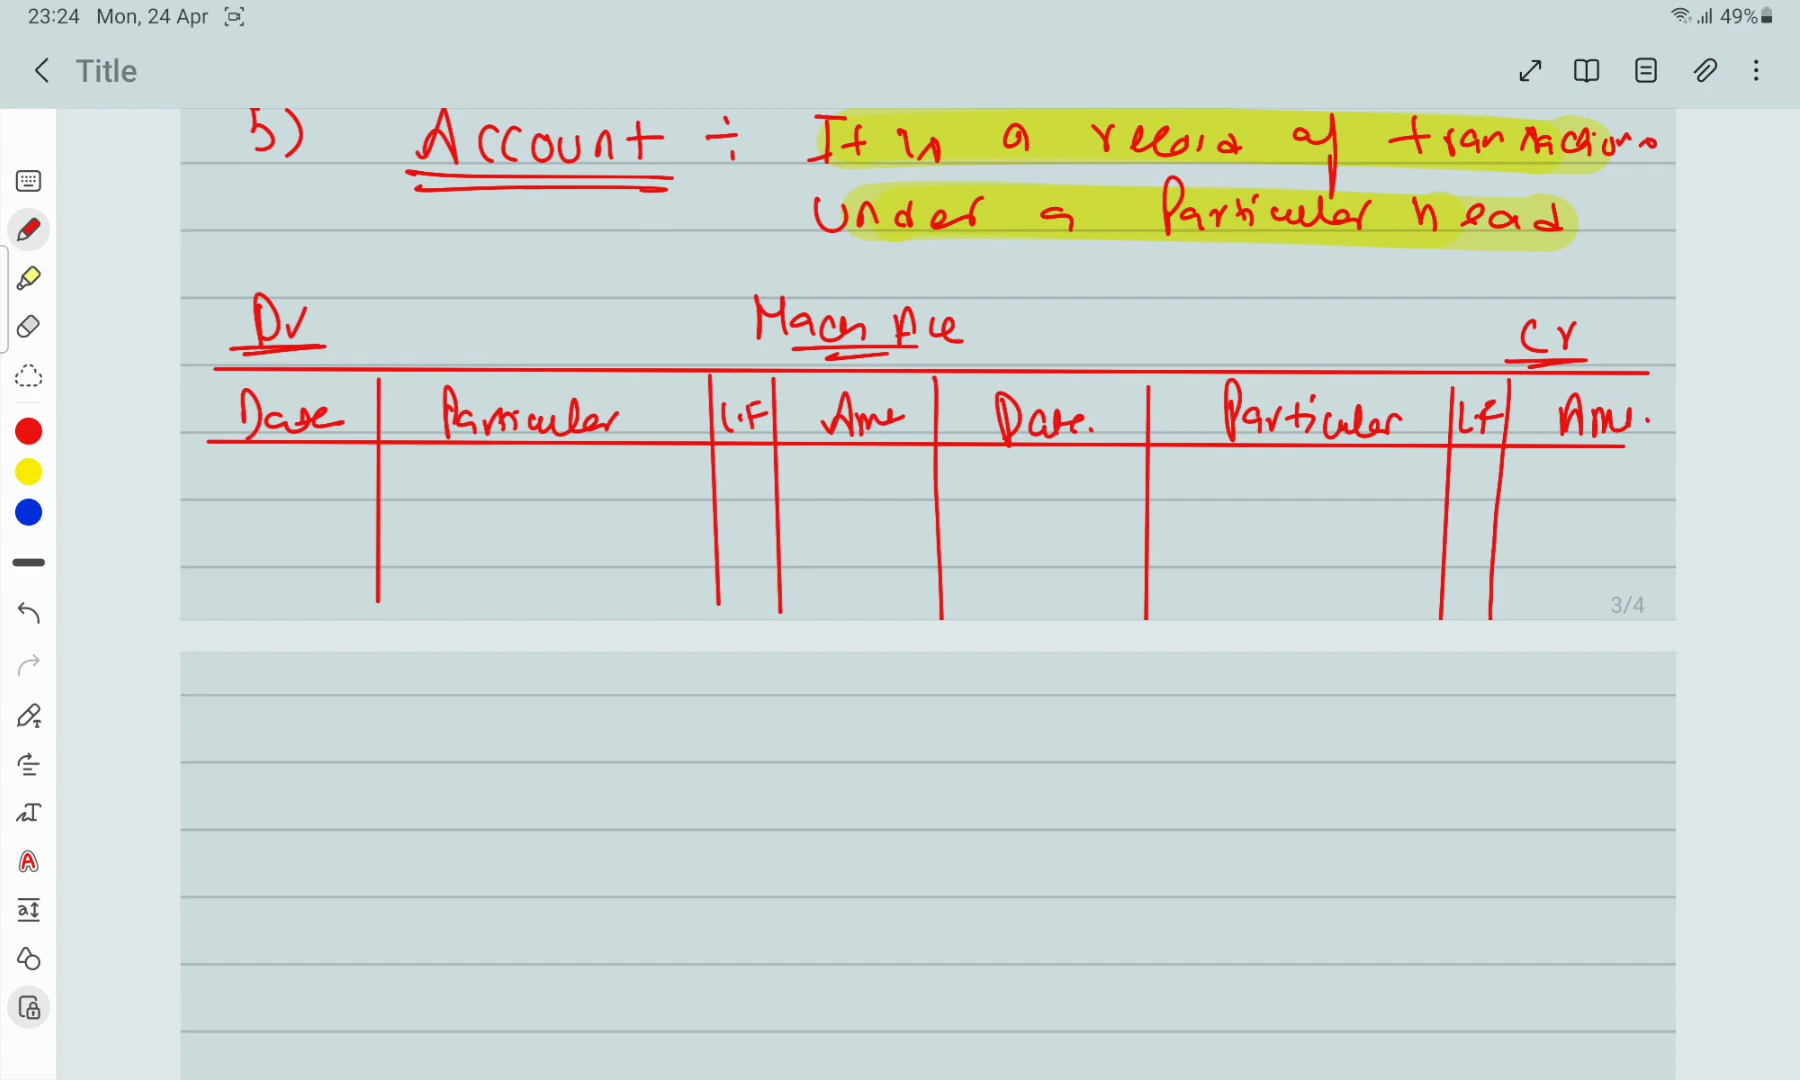 23:24 Mon, 24 Apr 49%
Title
5) Account ÷ It is a record of transactions
under a Particular head
Dr Mach A/c Cr
Date Particular L.F Amt Date. Particular L.F Amt.
3/4